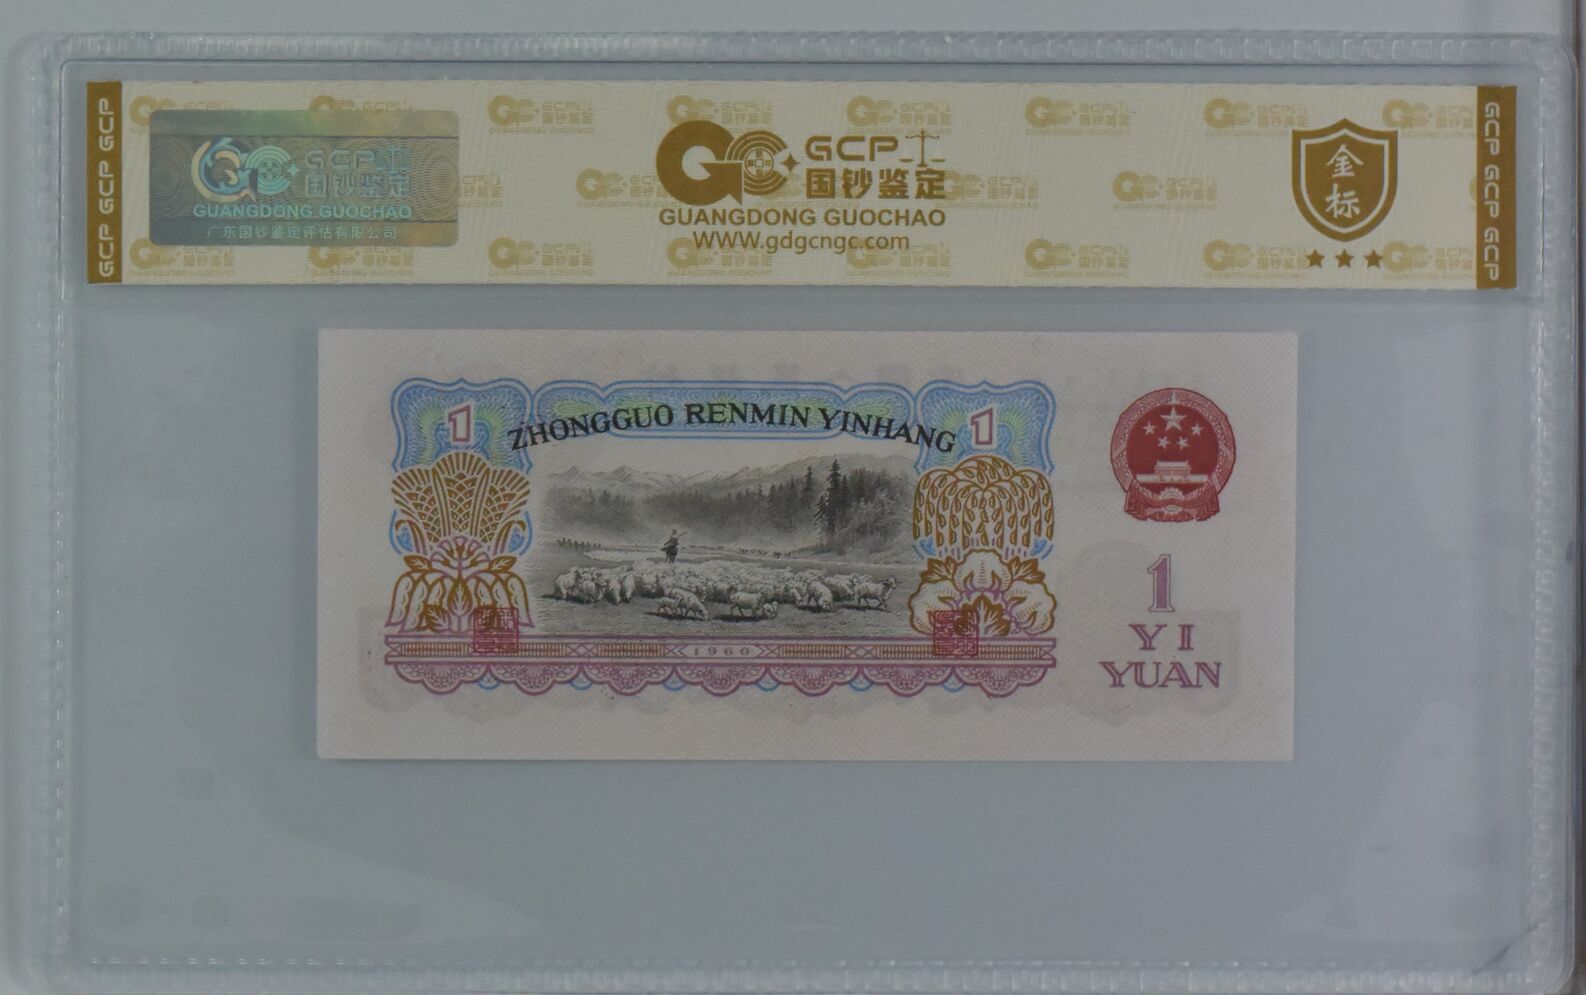 GCP GCP GCP
GCP
国钞鉴定
GUANGDONG GUOCHAO
广东国钞鉴定评估有限公司
GCP
国钞鉴定
GUANGDONG GUOCHAO
WWW.gdgcngc.com
金标
GCP GCP GCP
1
ZHONGGUO RENMIN YINHANG
1
1
YI
YUAN
1960